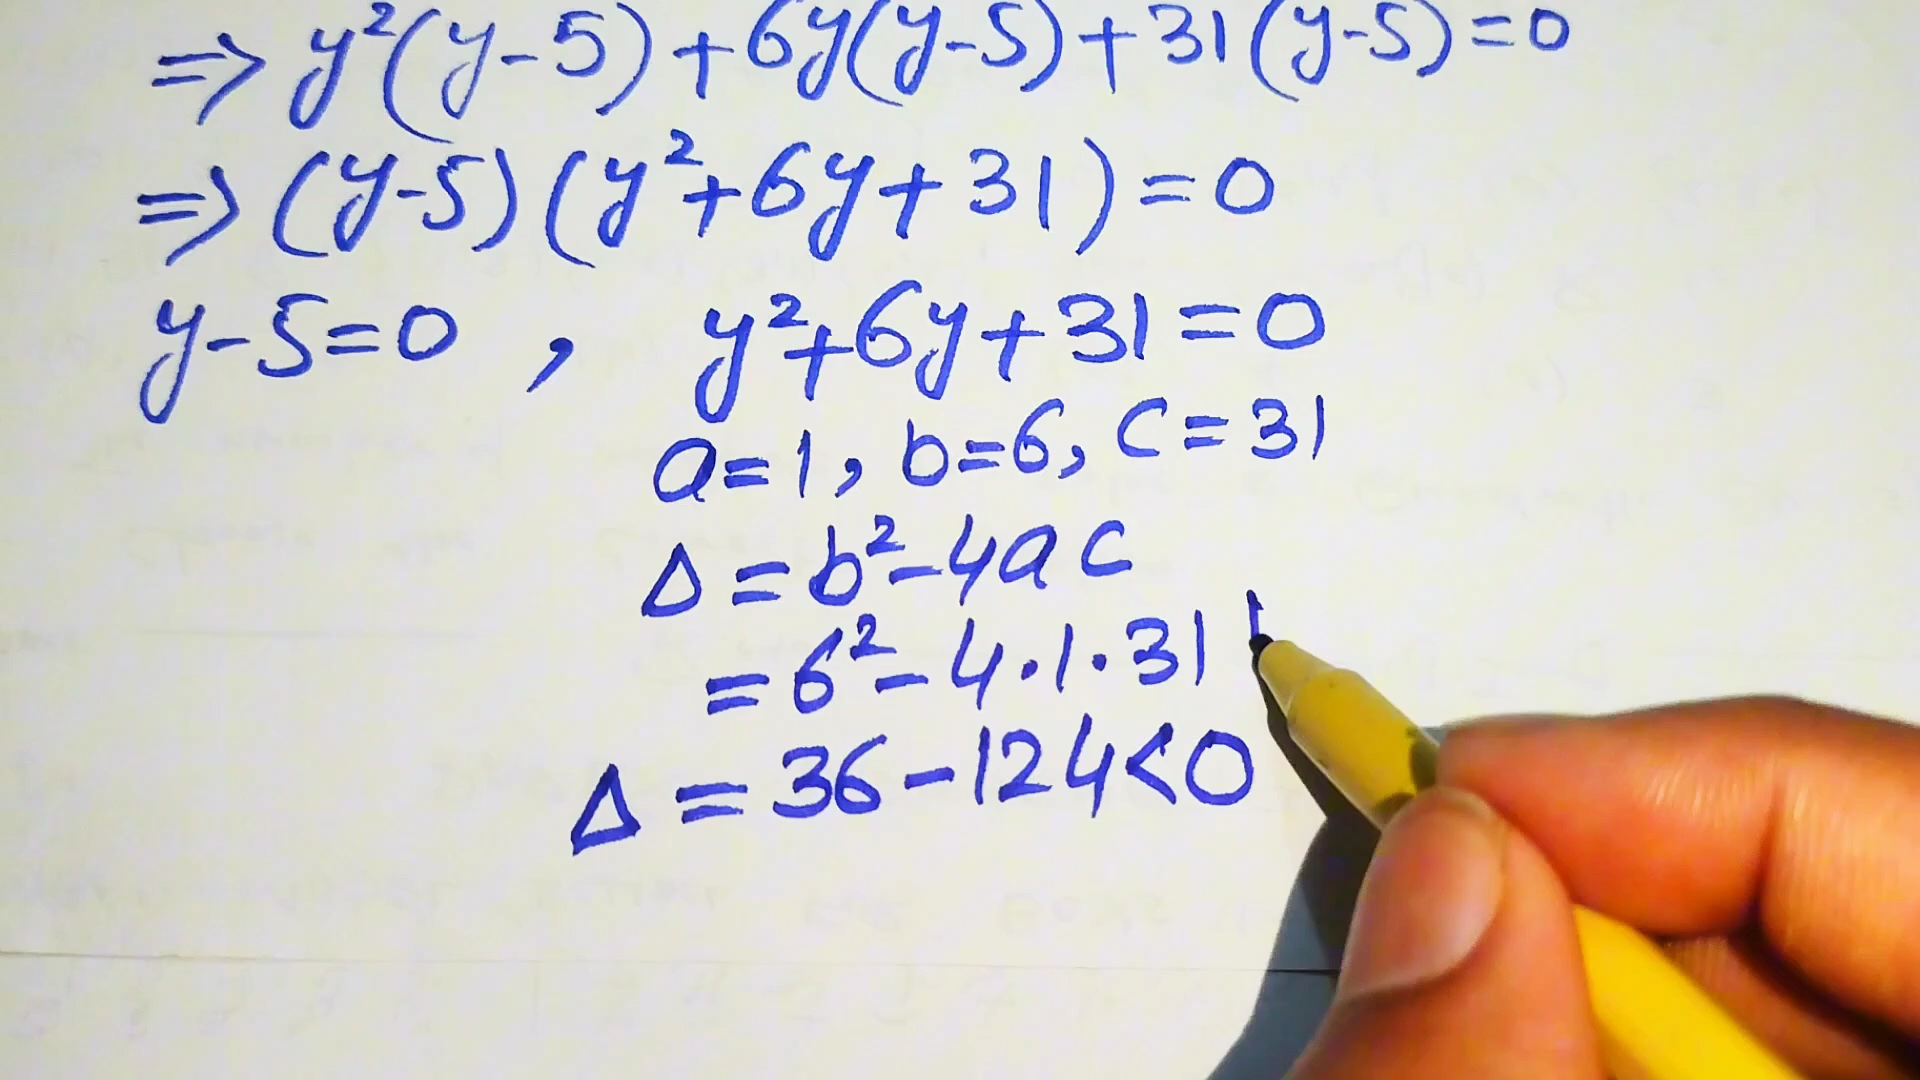 ⇒ y²(y-5)+6y(y-5)+31(y-5)=0
⇒ (y-5)(y²+6y+31)=0
y-5=0 , y²+6y+31=0
a=1, b=6, c=31
Δ=b²-4ac
=6²-4·1·31
Δ=36-124<0